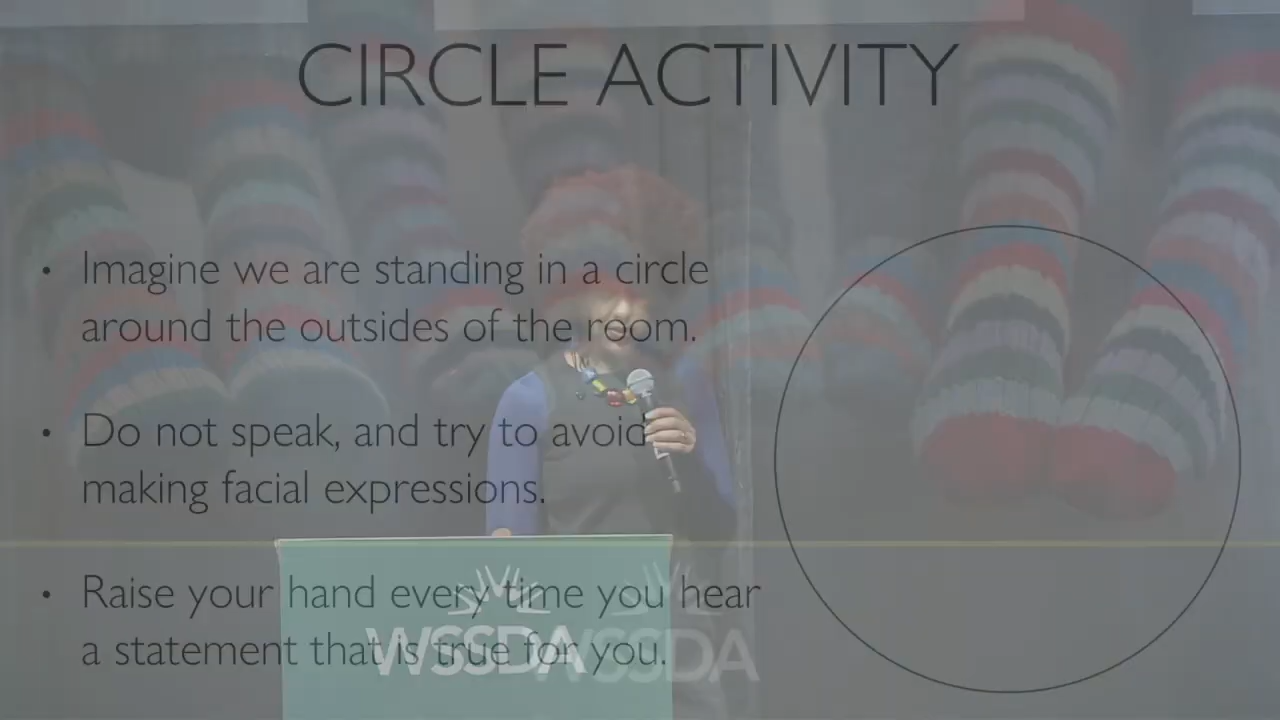 CIRCLE ACTIVITY
• Imagine we are standing in a circle
around the outsides of the room.
• Do not speak, and try to avoid
making facial expressions.
• Raise your hand every time you hear
a statement that is true for you.
WSSDA
WSSDA